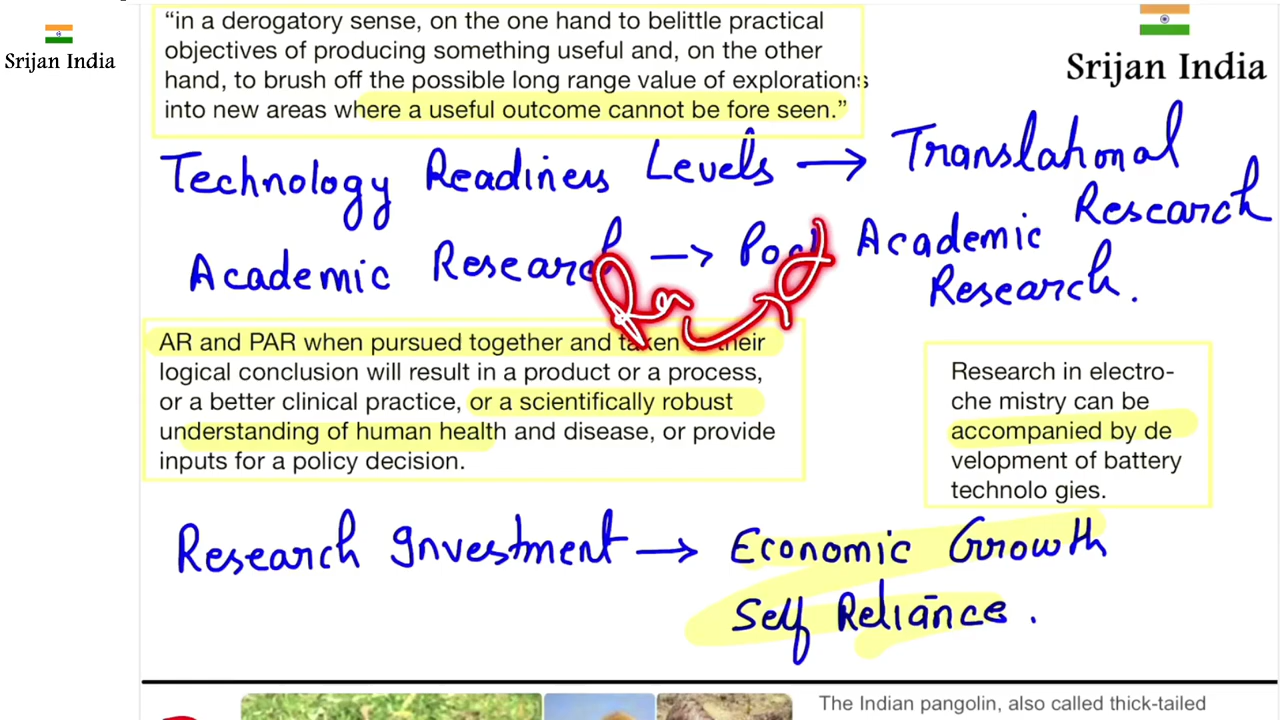 Srijan India
Srijan India
“in a derogatory sense, on the one hand to belittle practical
objectives of producing something useful and, on the other
hand, to brush off the possible long range value of explorations
into new areas where a useful outcome cannot be fore seen.”
Technology Readiness Levels → Translational
Research
Academic Research → Academic
Research.
AR and PAR when pursued together and taken their
logical conclusion will result in a product or a process,
or a better clinical practice, or a scientifically robust
understanding of human health and disease, or provide
inputs for a policy decision.
Research in electro-
che mistry can be
accompanied by de
velopment of battery
technolo gies.
Research Investment → Economic Growth
Self Reliance.
The Indian pangolin, also called thick-tailed